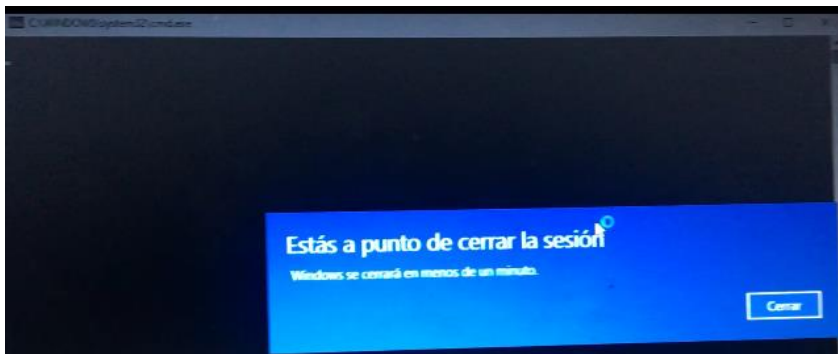 C:\WINDOWS\system32\cmd.exe
Estás a punto de cerrar la sesión
Windows se cerrará en menos de un minuto.
Cerrar